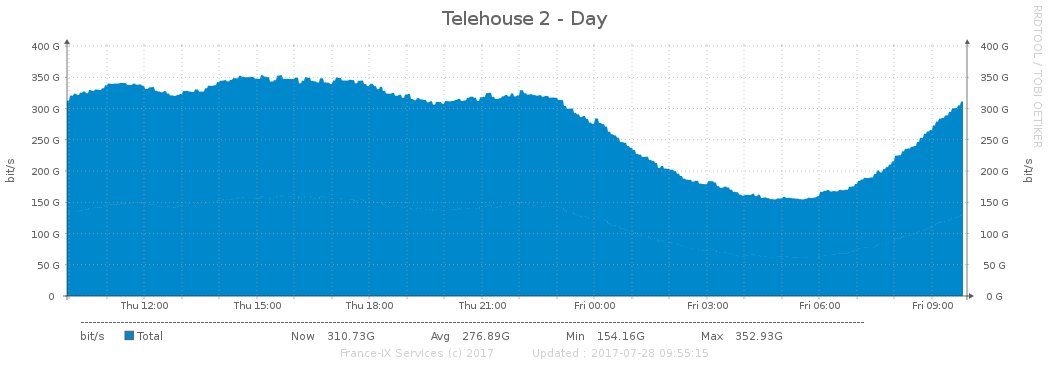 Telehouse 2 - Day
RRDTOOL / TOBI OETIKER
400 G 400 G
350 G 350 G
300 G 300 G
250 G 250 G
200 G 200 G
150 G 150 G
100 G 100 G
50 G 50 G
0 0 G
bit/s bit/s
Thu 12:00 Thu 15:00 Thu 18:00 Thu 21:00 Fri 00:00 Fri 03:00 Fri 06:00 Fri 09:00
bit/s Total Now 310.73G Avg 276.89G Min 154.16G Max 352.93G
France-IX Services (c) 2017 Updated : 2017-07-28 09:55:15